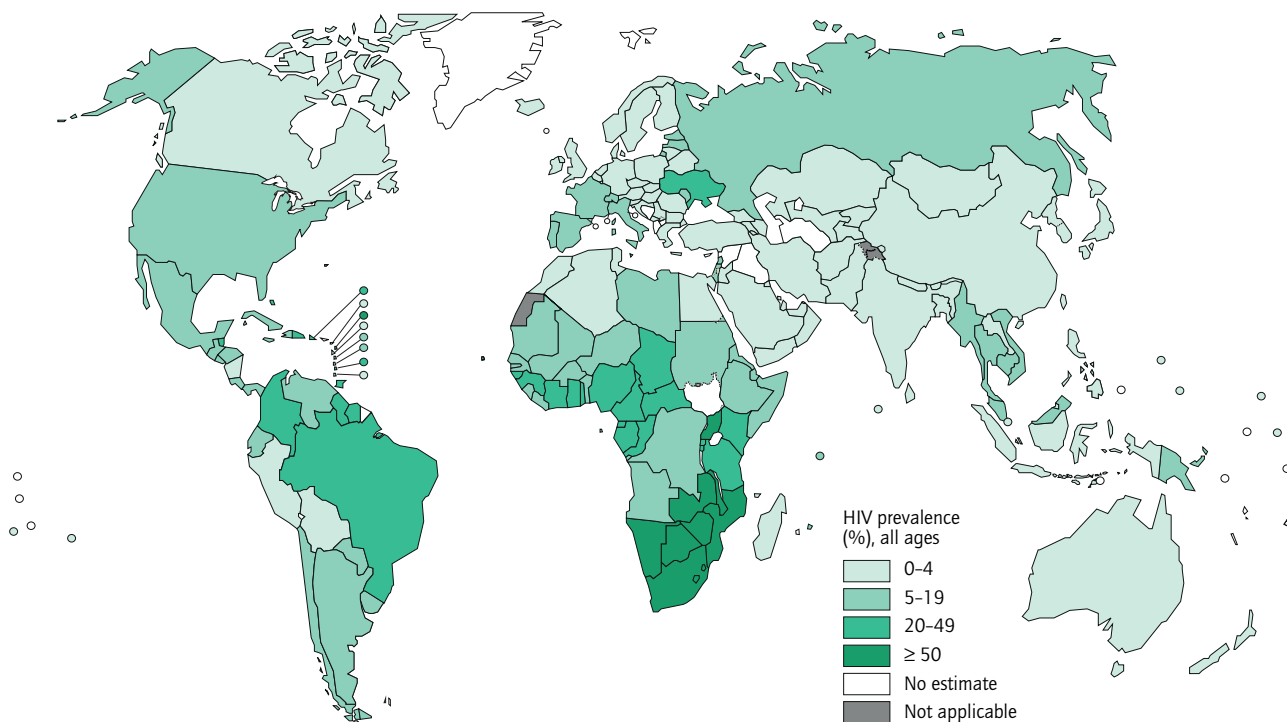 HIV prevalence
(%), all ages
0–4
5–19
20–49
≥ 50
No estimate
Not applicable